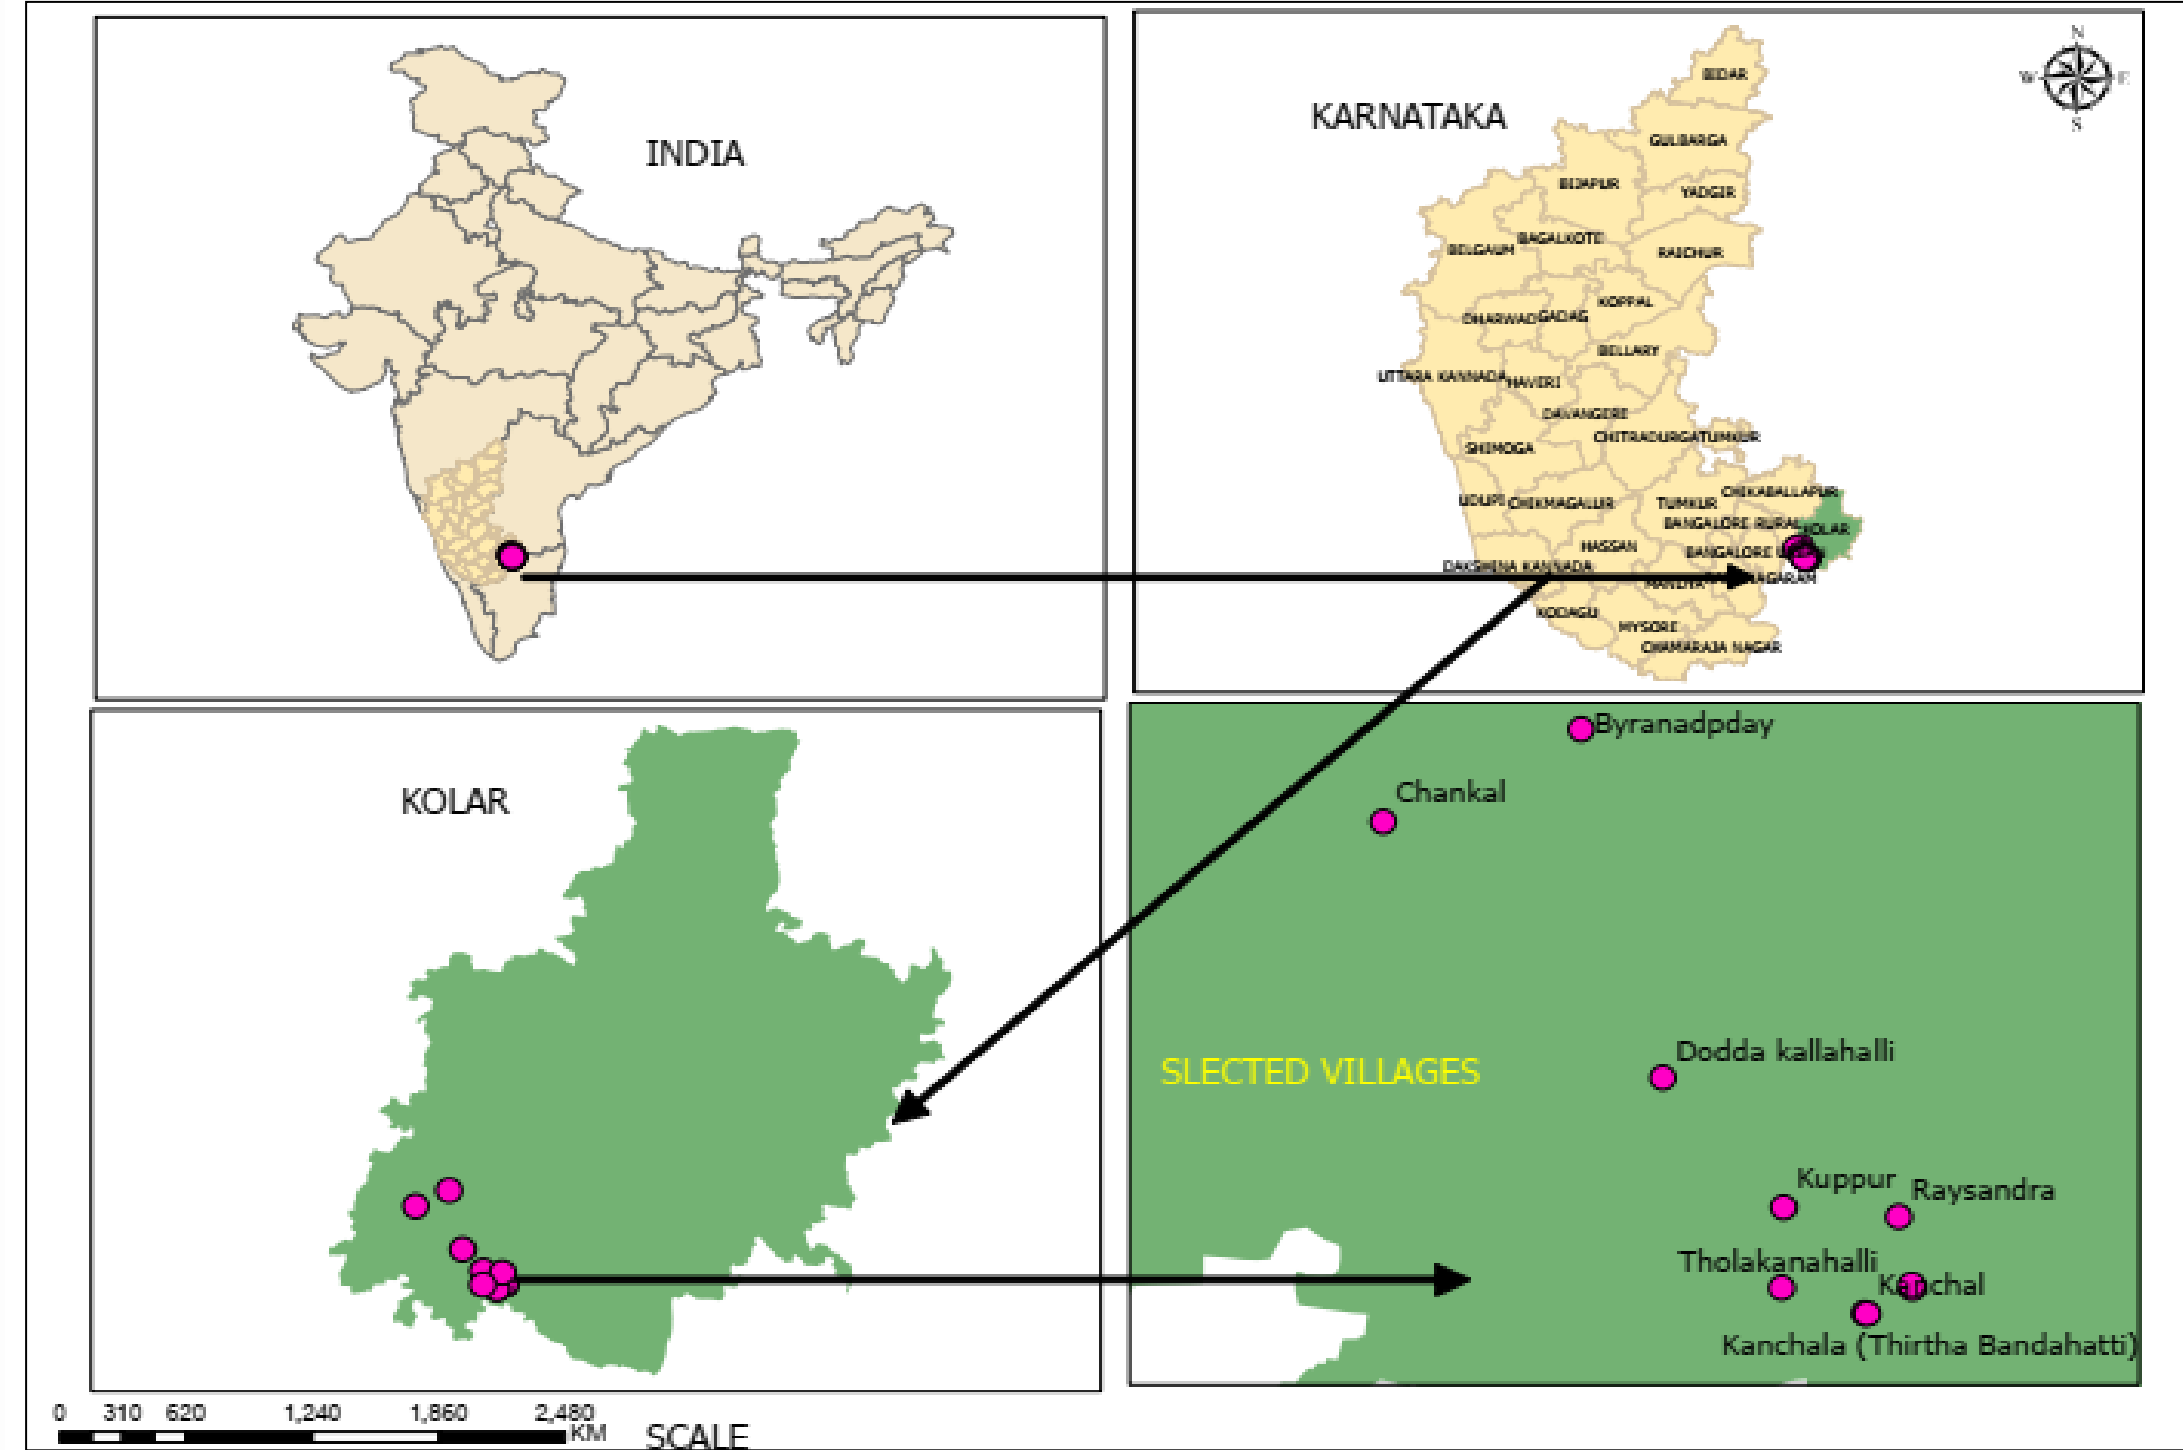 INDIA
KARNATAKA
N
W
E
S
BIDAR
GULBARGA
BIJAPUR
YADGIR
BAGALKOTE
BELGAUM
RAICHUR
KOPPAL
DHARWAD
GADAG
BELLARY
UTTARA KANNADA
HAVERI
DAVANGERE
CHITRADURGA
TUMKUR
SHIMOGA
CHIKABALLAPUR
UDUPI
CHIKMAGALUR
TUMKUR
BANGALORE RURAL
KOLAR
HASSAN
BANGALORE
DAKSHINA KANNADA
KODAGU
MYSORE
CHAMARAJA NAGAR
KOLAR
Byranadpday
Chankal
SLECTED VILLAGES
Dodda kallahalli
Kuppur
Raysandra
Tholakanahalli
Kanchal
Kanchala (Thirtha Bandahatti)
0 310 620 1,240 1,860 2,480
KM
SCALE